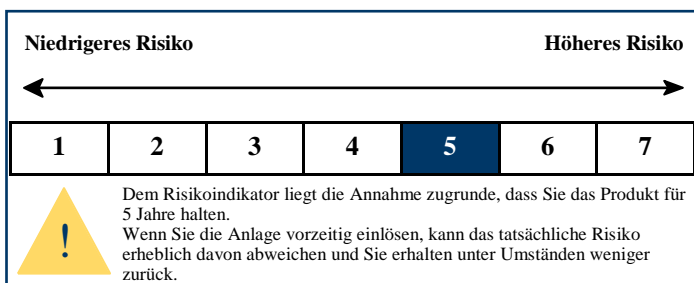 Niedrigeres Risiko Höheres Risiko
1 2 3 4 5 6 7
Dem Risikoindikator liegt die Annahme zugrunde, dass Sie das Produkt für
5 Jahre halten.
Wenn Sie die Anlage vorzeitig einlösen, kann das tatsächliche Risiko
erheblich davon abweichen und Sie erhalten unter Umständen weniger
zurück.
!